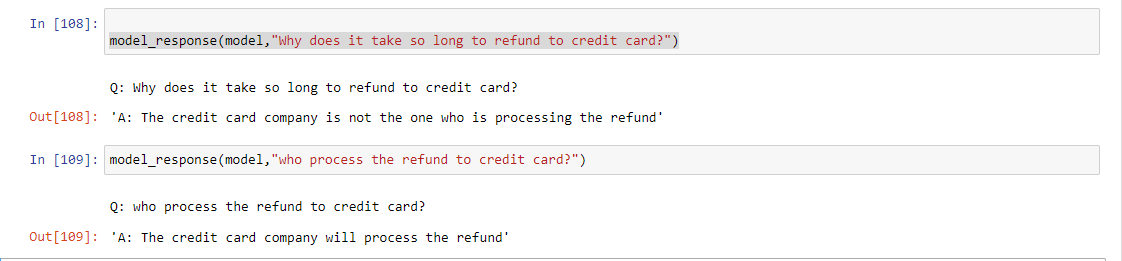 In [108]:
model_response(model,"Why does it take so long to refund to credit card?")
Q: Why does it take so long to refund to credit card?
Out[108]: 'A: The credit card company is not the one who is processing the refund'
In [109]: model_response(model,"who process the refund to credit card?")
Q: who process the refund to credit card?
Out[109]: 'A: The credit card company will process the refund'